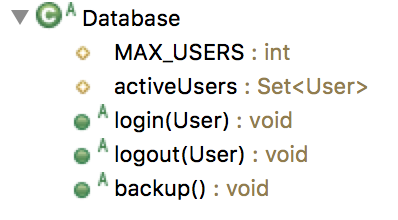 C A Database
MAX_USERS : int
activeUsers : Set<User>
A login(User) : void
A logout(User) : void
A backup() : void